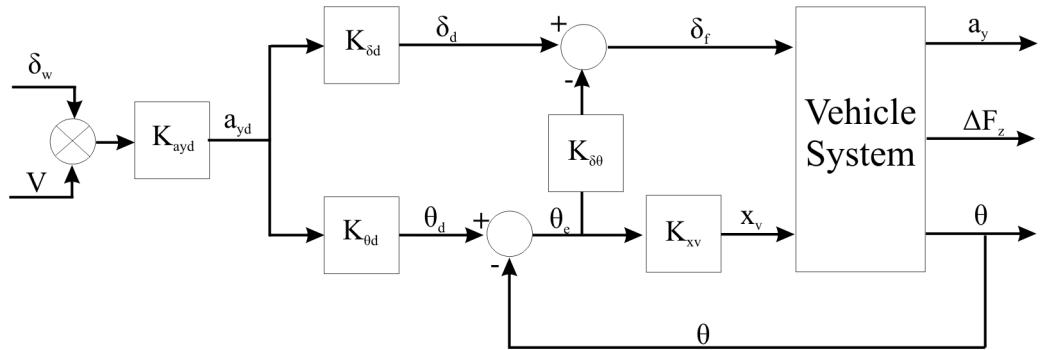 δw
V
Kayd
ayd
Kδd
δd
+
-
δf
Kδθ
Kθd
θd
+
-
θe
Kxv
xv
Vehicle
System
ay
ΔFz
θ
θ